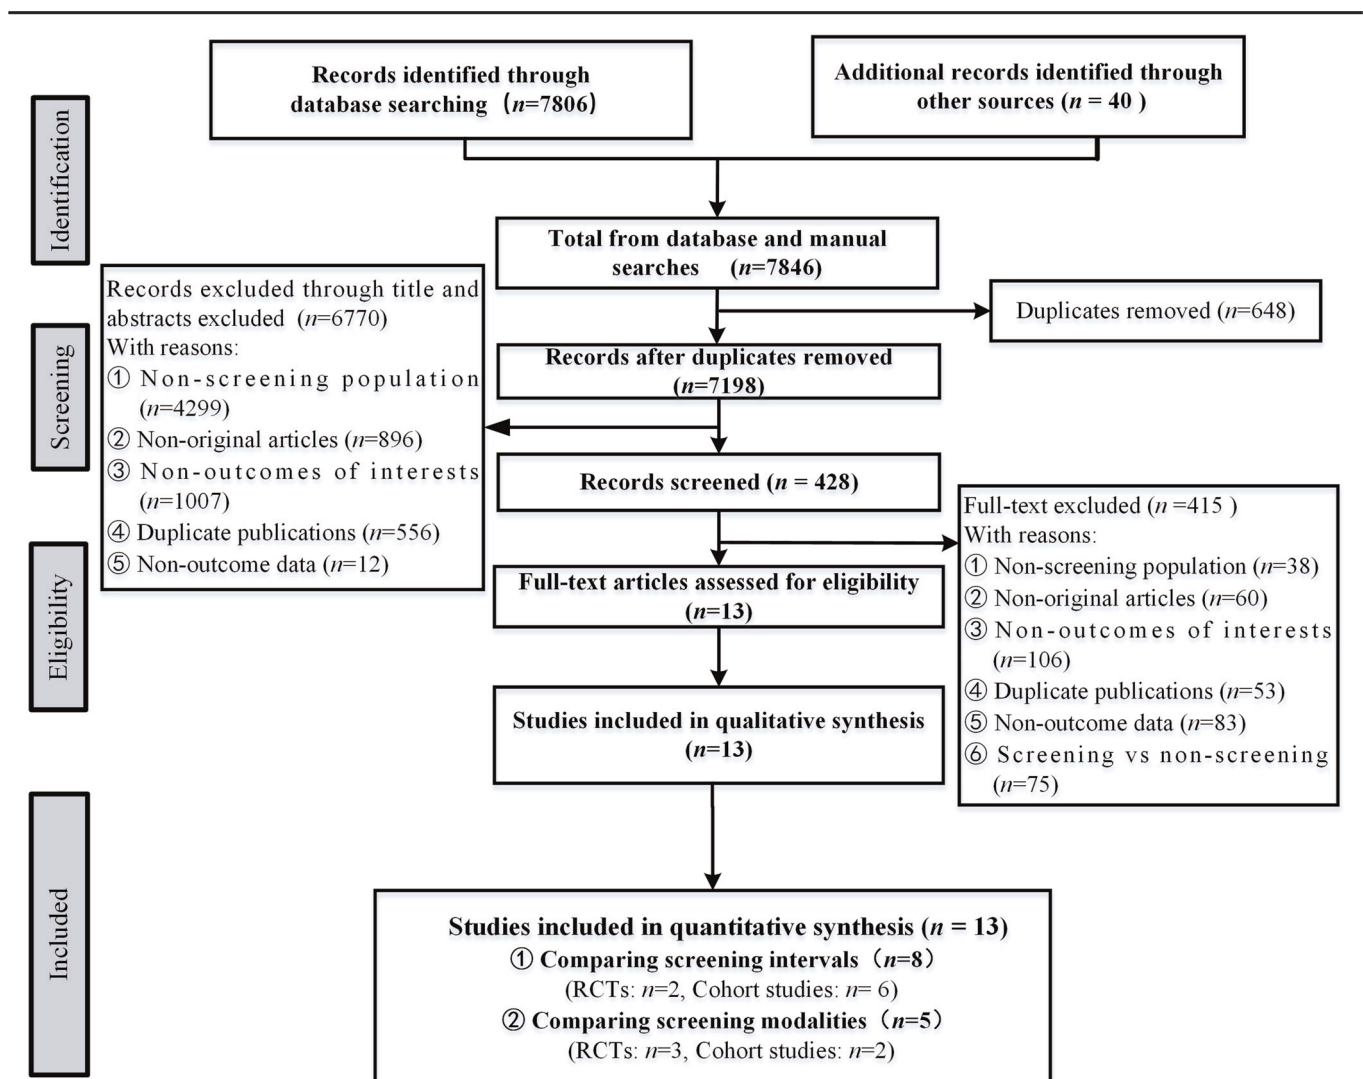 Records identified through
database searching (n=7806)
Additional records identified through
other sources (n = 40 )
Identification
Total from database and manual
searches (n=7846)
Records excluded through title and
abstracts excluded (n=6770)
With reasons:
① Non-screening population
(n=4299)
② Non-original articles (n=896)
③ Non-outcomes of interests
(n=1007)
④ Duplicate publications (n=556)
⑤ Non-outcome data (n=12)
Duplicates removed (n=648)
Screening
Records after duplicates removed
(n=7198)
Records screened (n = 428)
Full-text excluded (n =415 )
With reasons:
① Non-screening population (n=38)
② Non-original articles (n=60)
③ Non-outcomes of interests
(n=106)
④ Duplicate publications (n=53)
⑤ Non-outcome data (n=83)
⑥ Screening vs non-screening
(n=75)
Eligibility
Full-text articles assessed for eligibility
(n=13)
Studies included in qualitative synthesis
(n=13)
Included
Studies included in quantitative synthesis (n = 13)
① Comparing screening intervals（n=8）
(RCTs: n=2, Cohort studies: n= 6)
② Comparing screening modalities（n=5）
(RCTs: n=3, Cohort studies: n=2)